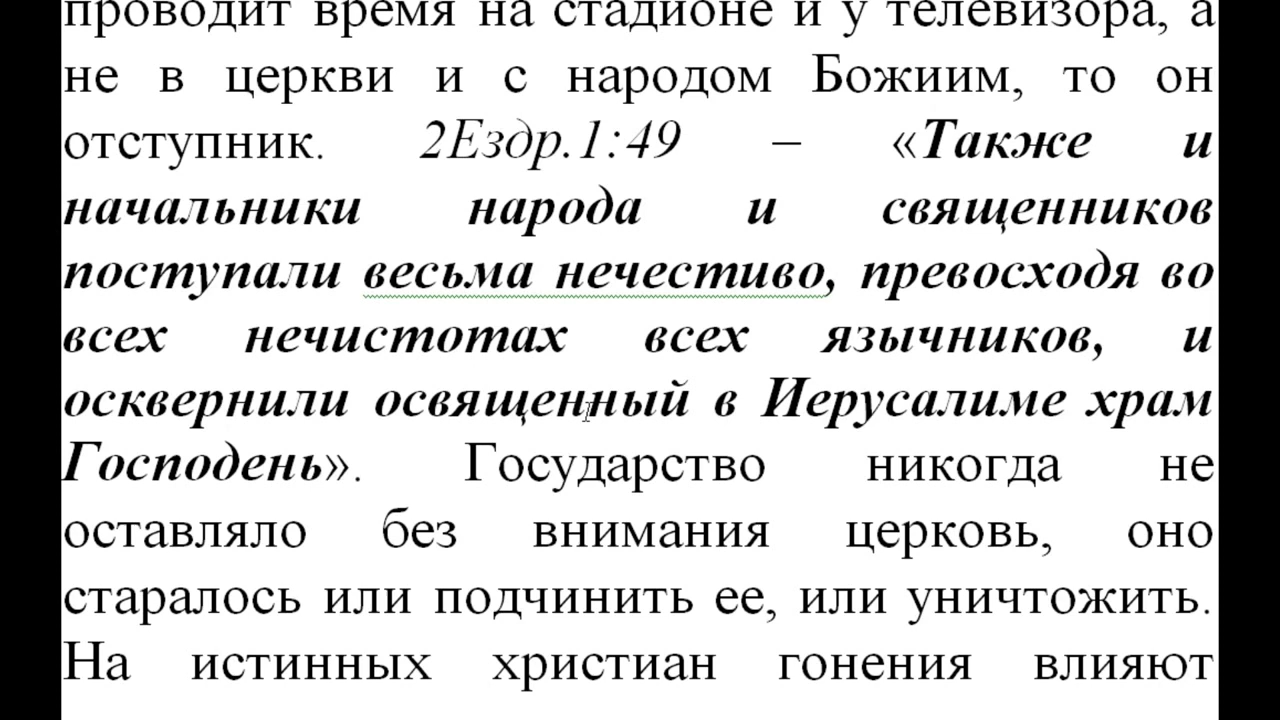 проводит время на стадионе и у телевизора, а
не в церкви и с народом Божиим, то он
отступник. 2Ездр.1:49 – «Также и
начальники народа и священников
поступали весьма нечестиво, превосходя во
всех нечистотах всех язычников, и
осквернили освященный в Иерусалиме храм
Господень». Государство никогда не
оставляло без внимания церковь, оно
старалось или подчинить ее, или уничтожить.
На истинных христиан гонения влияют